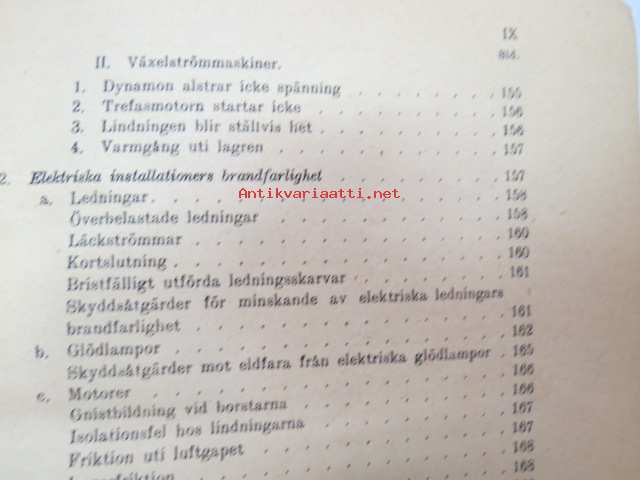 IX
Sid.
II. Växelströmmaskiner.
1. Dynamon alstrar icke spänning . . . . . . . . 155
2. Trefasmotorn startar icke . . . . . . . . . 156
3. Lindningen blir ställvis het . . . . . . . . . 156
4. Varmgång uti lagren . . . . . . . . . . 157
2. Elektriska installationers brandfarlighet . . . . . . . . 157
Antikvariaatti.net
a. Ledningar . . . . . . . . . . . . 158
Överbelastade ledningar . . . . . . . . . . 158
Läckströmmar . . . . . . . . . . . . 160
Kortslutning . . . . . . . . . . . . 160
Bristfälligt utförda ledningsskarvar . . . . . . . . 161
Skyddsåtgärder för minskande av elektriska ledningars
brandfarlighet . . . . . . . . . . . . 161
b. Glödlampor . . . . . . . . . . . . 162
Skyddsåtgärder mot eldfara från elektriska glödlampor . 165
c. Motorer . . . . . . . . . . . . 166
Gnistbildning vid borstarna . . . . . . . . . 166
Isolationsfel hos lindningarna . . . . . . . . 167
Friktion uti luftgapet . . . . . . . . . . 167
168
168